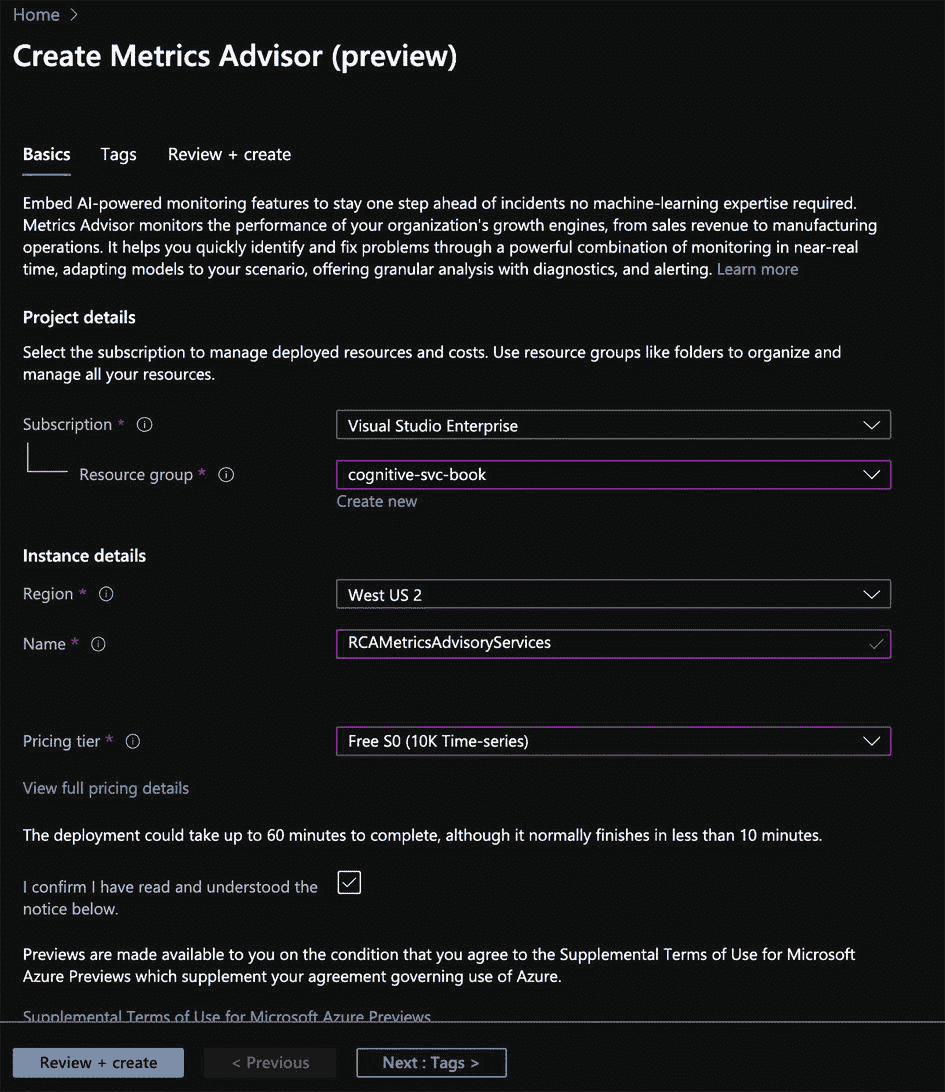 Home >
Create Metrics Advisor (preview)
Basics Tags Review + create
Embed AI-powered monitoring features to stay one step ahead of incidents no machine-learning expertise required.
Metrics Advisor monitors the performance of your organization's growth engines, from sales revenue to manufacturing
operations. It helps you quickly identify and fix problems through a powerful combination of monitoring in near-real
time, adapting models to your scenario, offering granular analysis with diagnostics, and alerting. Learn more
Project details
Select the subscription to manage deployed resources and costs. Use resource groups like folders to organize and
manage all your resources.
Subscription * Visual Studio Enterprise
Resource group * cognitive-svc-book
Create new
Instance details
Region * West US 2
Name * RCAMetricsAdvisoryServices
Pricing tier * Free S0 (10K Time-series)
View full pricing details
The deployment could take up to 60 minutes to complete, although it normally finishes in less than 10 minutes.
I confirm I have read and understood the
notice below.
Previews are made available to you on the condition that you agree to the Supplemental Terms of Use for Microsoft
Azure Previews which supplement your agreement governing use of Azure.
Supplemental Terms of Use for Microsoft Azure Previews
Review + create < Previous Next : Tags >